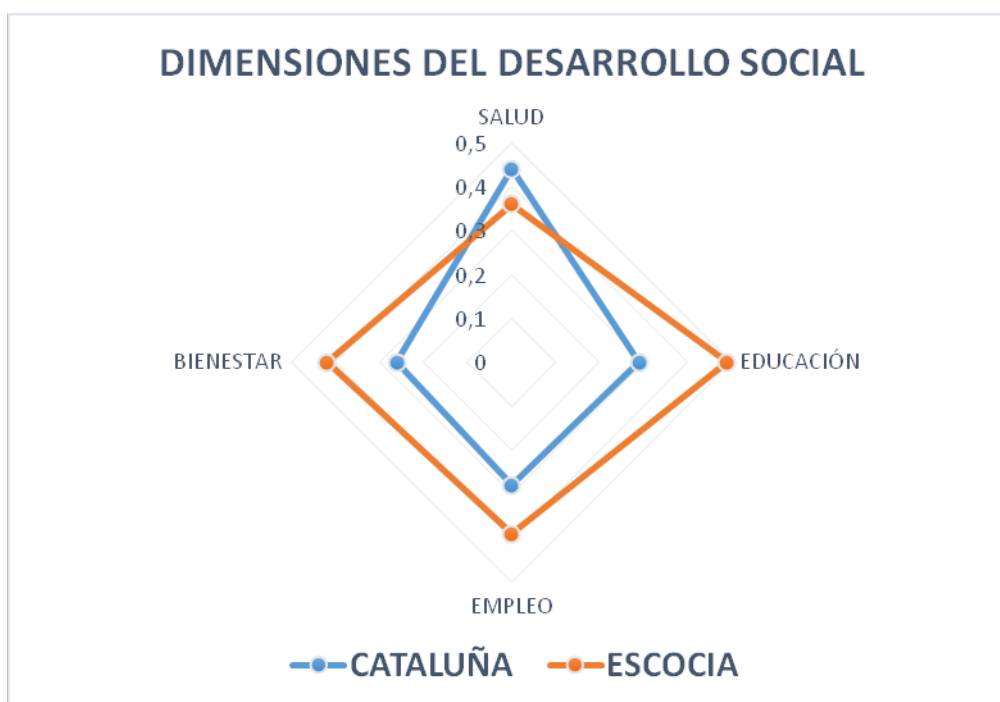 DIMENSIONES DEL DESARROLLO SOCIAL
SALUD
0,5
0,4
0,3
0,2
0,1
BIENESTAR 0 EDUCACIÓN
EMPLEO
CATALUÑA ESCOCIA